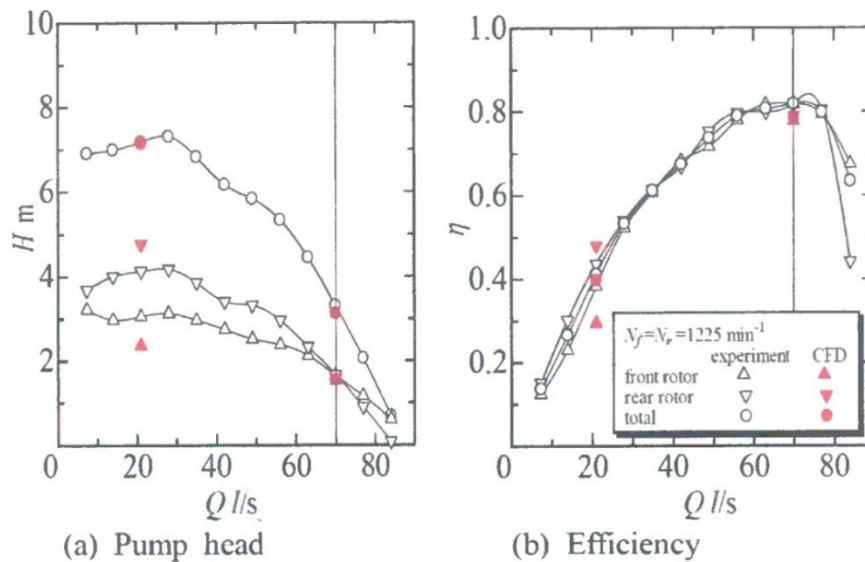 10
8
6
4
2
0 20 40 60 80
H m
Q l/s
(a) Pump head
1.0
0.8
0.6
0.4
0.2
0 20 40 60 80
η
Q l/s
(b) Efficiency
N_f=N_r=1225 min⁻¹
experiment CFD
front rotor △ ▲
rear rotor ▽ ▼
total ○ ●